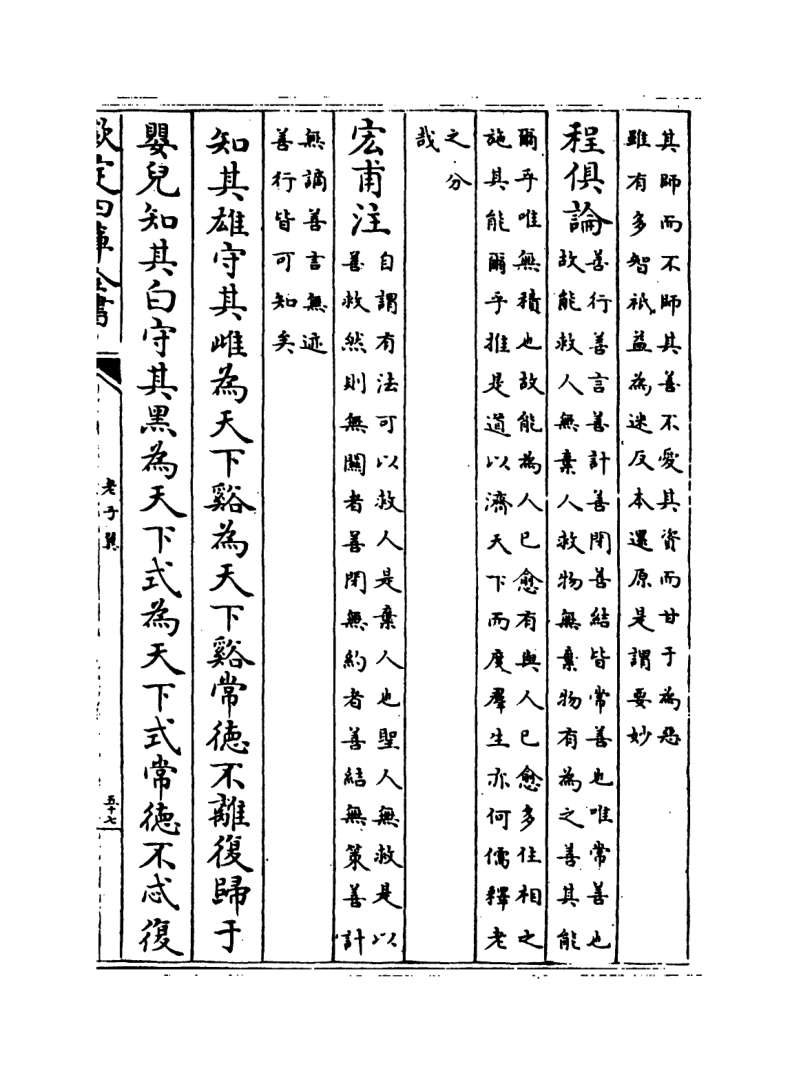 其師而不師其善不愛其資而甘于為惡
雖有多智祇益為迷反本還原是謂要妙
程俱論
善行善言善計善閉善結皆常善也唯常善也
故能救人無棄人救物無棄物有為之善其能
爾乎唯無積也故能為人已愈有與人已愈多住相之
施其能爾乎推是道以濟天下而度羣生亦何儒釋老
之分
哉
宏甫注
自謂有法可以救人是棄人也聖人無救是以
善救然則無關者善閉無約者善結無策善計
無謫善言無迹
善行皆可知矣
知其雄守其雌為天下谿為天下谿常德不離復歸于
嬰兒知其白守其黑為天下式為天下式常德不忒復
欽定四庫全書
老子翼
五十七